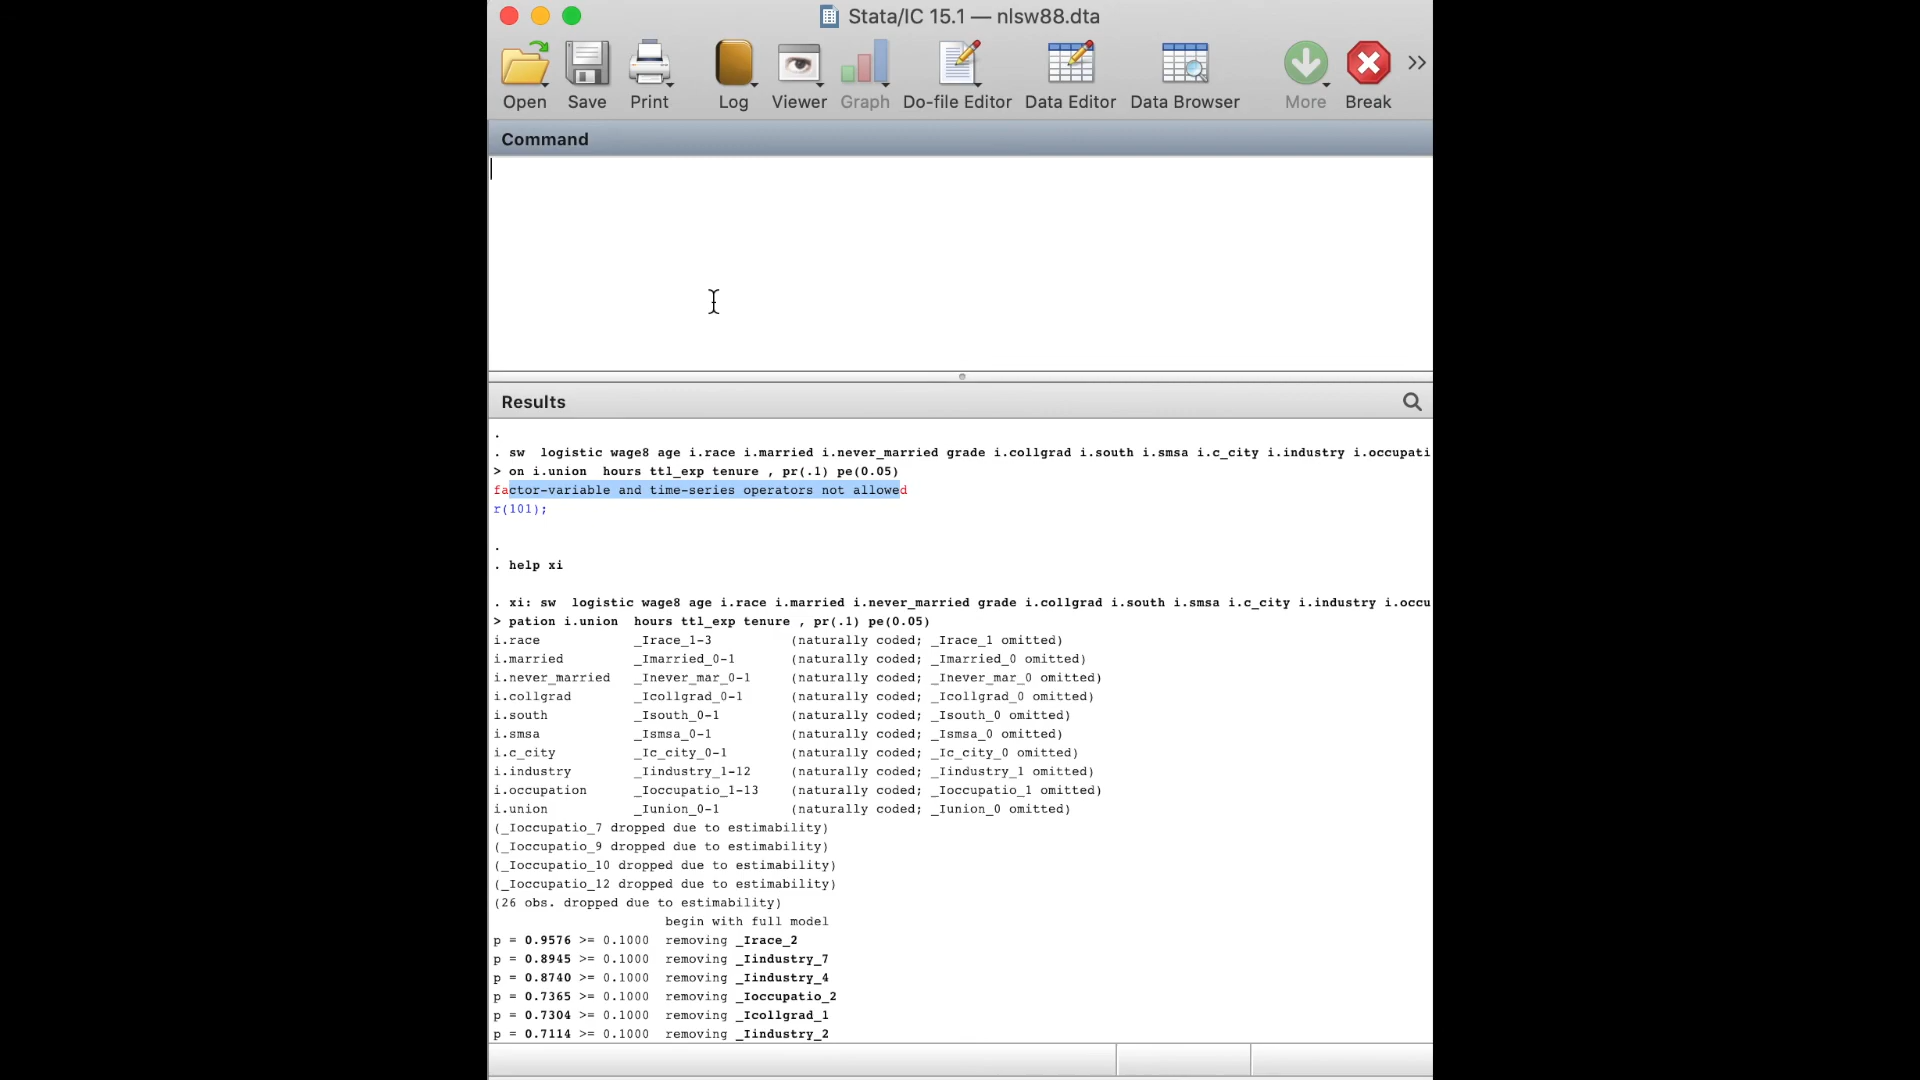 Stata/IC 15.1 — nlsw88.dta
Open Save Print Log Viewer Graph Do-file Editor Data Editor Data Browser More Break
Command
Results
.
. sw  logistic wage8 age i.race i.married i.never_married grade i.collgrad i.south i.smsa i.c_city i.industry i.occupati
> on i.union  hours ttl_exp tenure , pr(.1) pe(0.05)
factor-variable and time-series operators not allowed
r(101);
.
. help xi
. xi: sw  logistic wage8 age i.race i.married i.never_married grade i.collgrad i.south i.smsa i.c_city i.industry i.occu
> pation i.union  hours ttl_exp tenure , pr(.1) pe(0.05)
i.race            _Irace_1-3          (naturally coded; _Irace_1 omitted)
i.married         _Imarried_0-1       (naturally coded; _Imarried_0 omitted)
i.never_married   _Inever_mar_0-1     (naturally coded; _Inever_mar_0 omitted)
i.collgrad        _Icollgrad_0-1      (naturally coded; _Icollgrad_0 omitted)
i.south           _Isouth_0-1         (naturally coded; _Isouth_0 omitted)
i.smsa            _Ismsa_0-1          (naturally coded; _Ismsa_0 omitted)
i.c_city          _Ic_city_0-1        (naturally coded; _Ic_city_0 omitted)
i.industry        _Iindustry_1-12     (naturally coded; _Iindustry_1 omitted)
i.occupation      _Ioccupatio_1-13    (naturally coded; _Ioccupatio_1 omitted)
i.union           _Iunion_0-1         (naturally coded; _Iunion_0 omitted)
(_Ioccupatio_7 dropped due to estimability)
(_Ioccupatio_9 dropped due to estimability)
(_Ioccupatio_10 dropped due to estimability)
(_Ioccupatio_12 dropped due to estimability)
(26 obs. dropped due to estimability)
begin with full model
p = 0.9576 >= 0.1000  removing _Irace_2
p = 0.8945 >= 0.1000  removing _Iindustry_7
p = 0.8740 >= 0.1000  removing _Iindustry_4
p = 0.7365 >= 0.1000  removing _Ioccupatio_2
p = 0.7304 >= 0.1000  removing _Icollgrad_1
p = 0.7114 >= 0.1000  removing _Iindustry_2